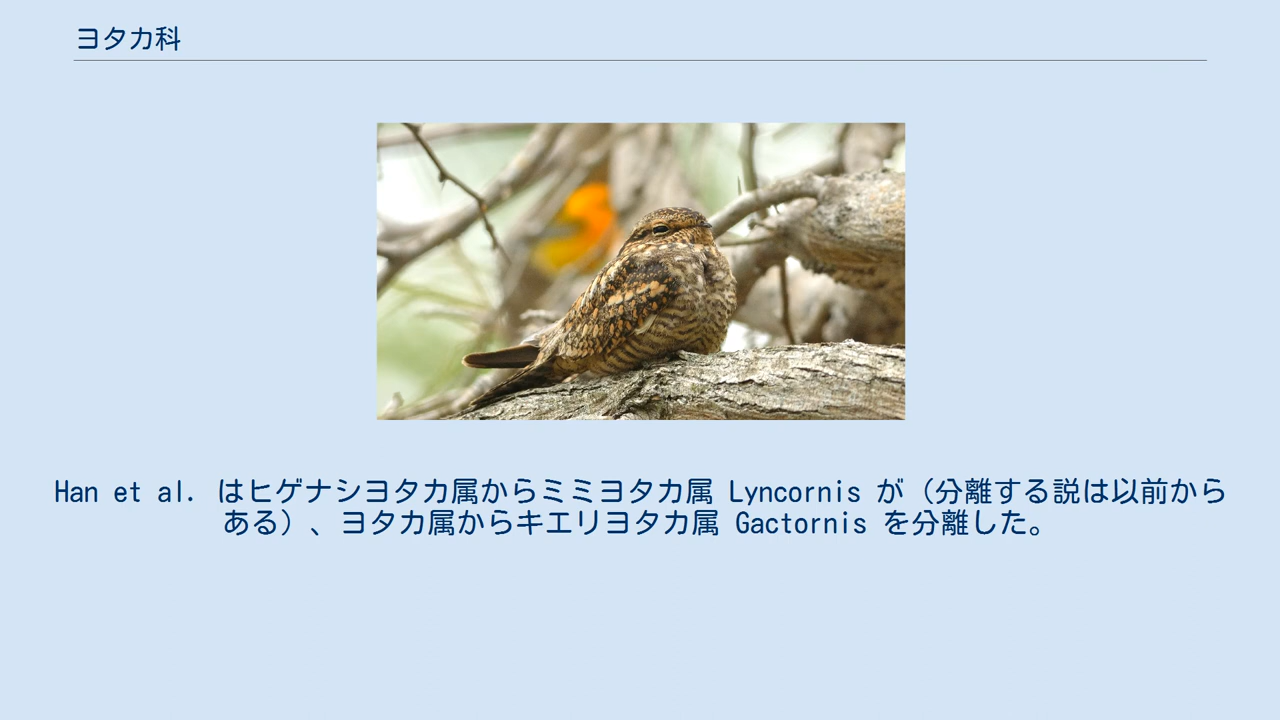 ヨタカ科
Han et al. はヒゲナシヨタカ属からミミヨタカ属 Lyncornis が（分離する説は以前から
ある）、ヨタカ属からキエリヨタカ属 Gactornis を分離した。